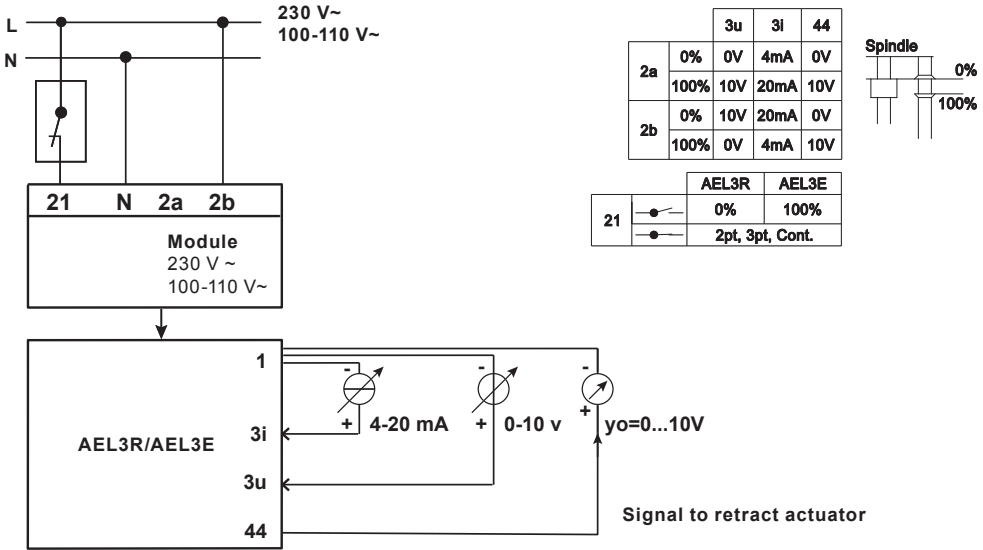 L
230 V~
100-110 V~
N
21 N 2a 2b
Module
230 V ~
100-110 V~
1
- - -
+ 4-20 mA + 0-10 v + yo=0...10V
AEL3R/AEL3E
3i
3u
44
Signal to retract actuator
3u 3i 44
2a 0% 0V 4mA 0V
100% 10V 20mA 10V
2b 0% 10V 20mA 0V
100% 0V 4mA 10V
Spindle
0%
100%
AEL3R AEL3E
21 0% 100%
2pt, 3pt, Cont.